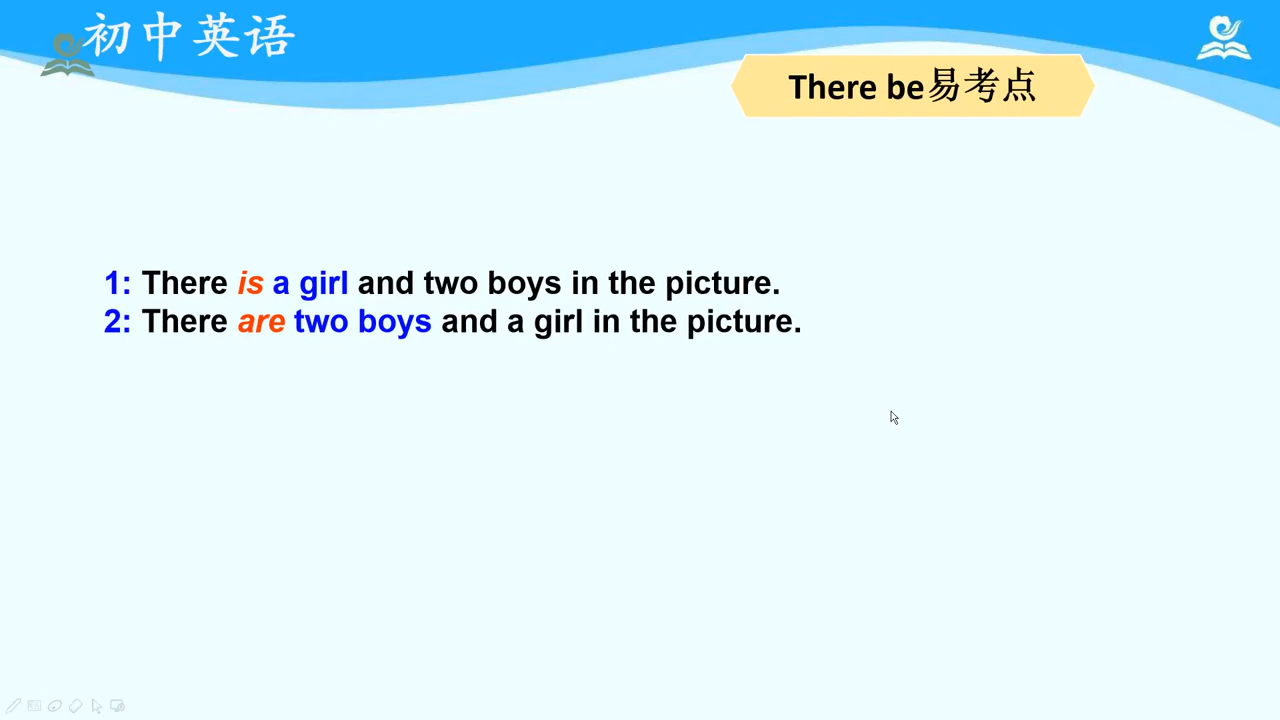 初中英语
There be易考点
1: There is a girl and two boys in the picture.
2: There are two boys and a girl in the picture.